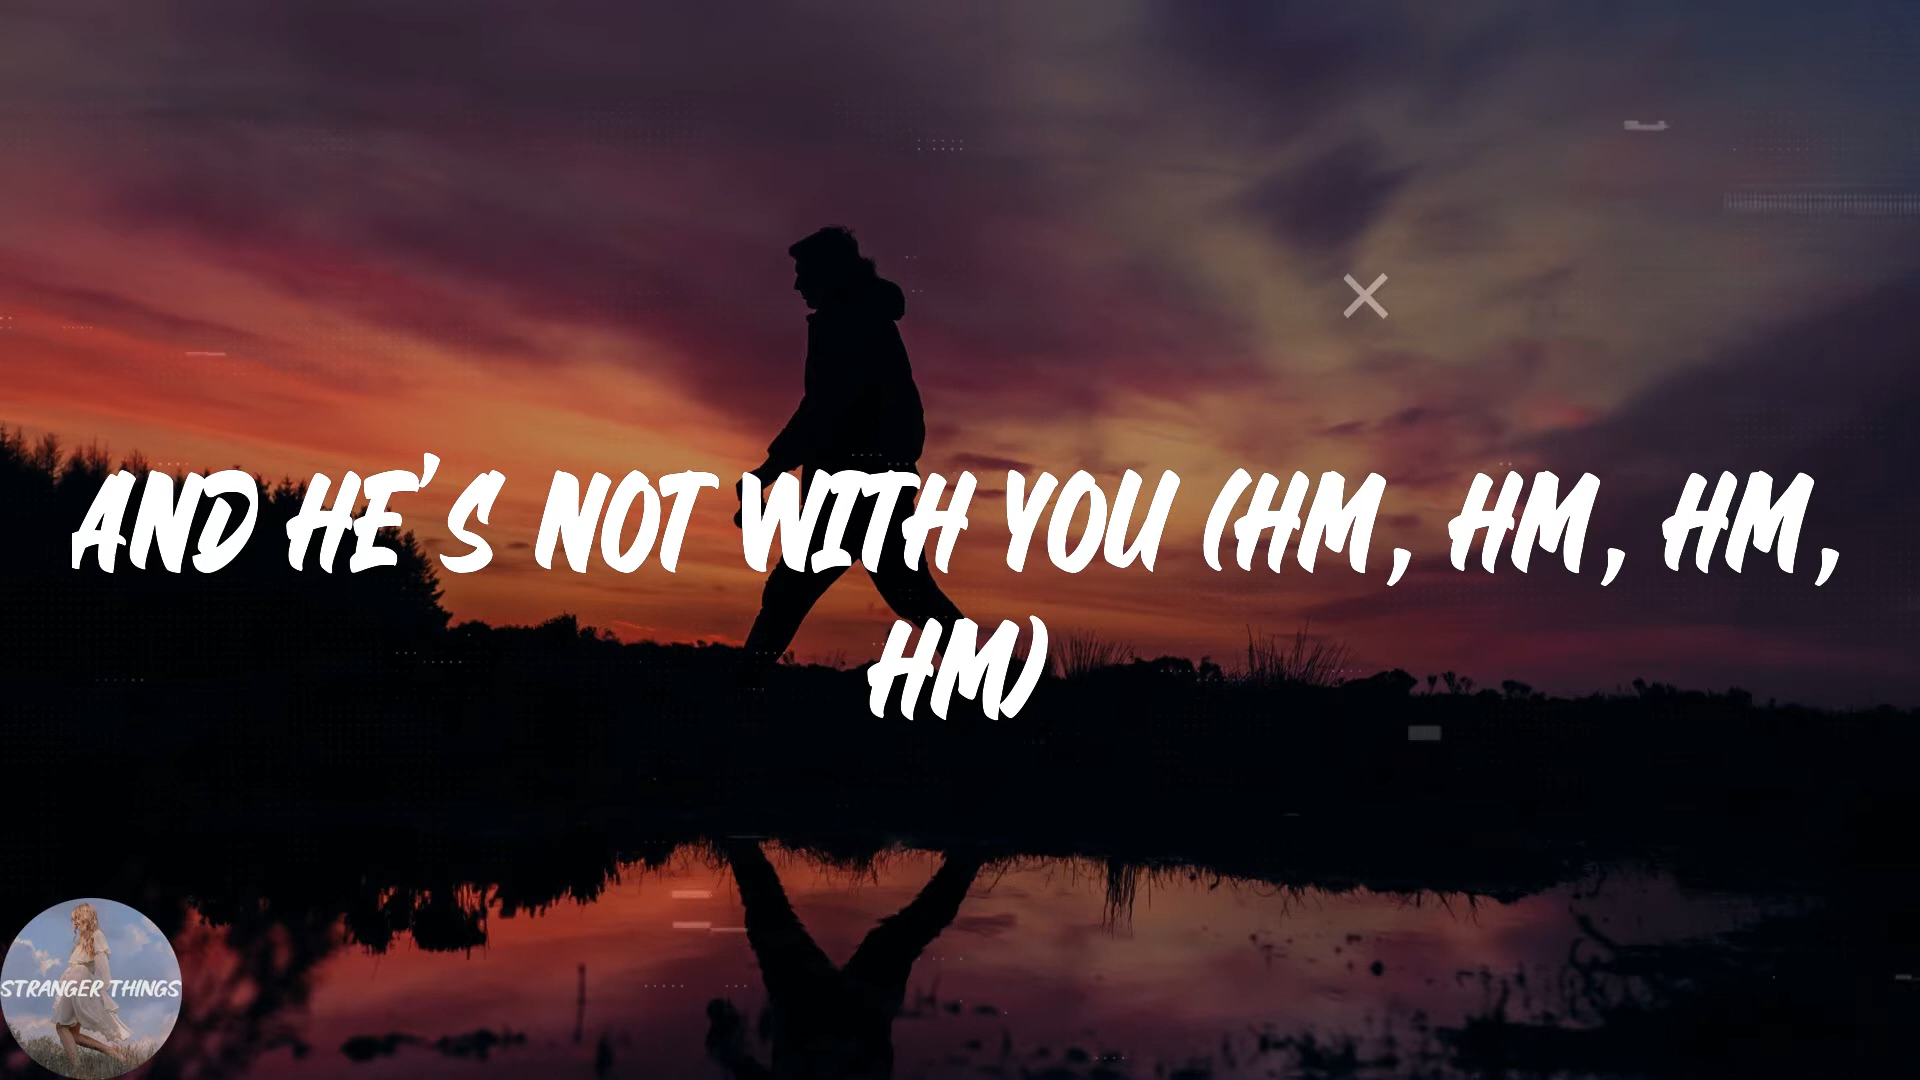 AND HE'S NOT WITH YOU (HM, HM, HM,
HM)
STRANGER THINGS